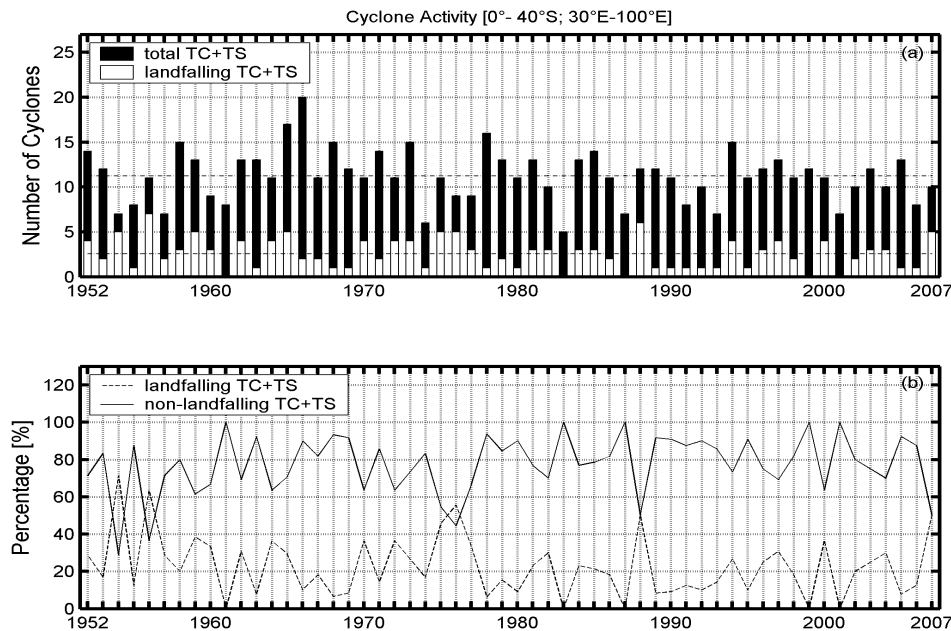 Cyclone Activity [0°- 40°S; 30°E-100°E]
(a)
total TC+TS
landfalling TC+TS
Number of Cyclones
25
20
15
10
5
0
1952 1960 1970 1980 1990 2000 2007
(b)
landfalling TC+TS
non-landfalling TC+TS
Percentage [%]
120
100
80
60
40
20
0
1952 1960 1970 1980 1990 2000 2007